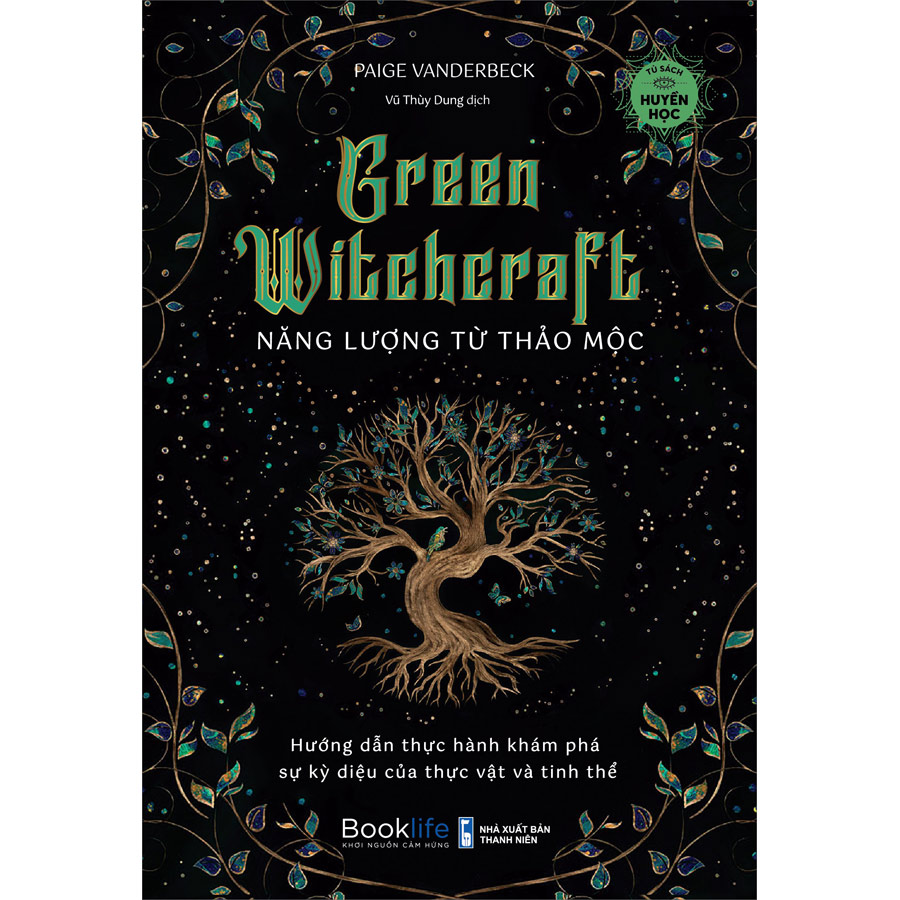 PAIGE VANDERBECK
Vũ Thùy Dung dịch
TỦ SÁCH
HUYỀN
HỌC
Green
Witchcraft
NĂNG LƯỢNG TỪ THẢO MỘC
Hướng dẫn thực hành khám phá
sự kỳ diệu của thực vật và tinh thể
Booklife
KHƠI NGUỒN CẢM HỨNG
NHÀ XUẤT BẢN
THANH NIÊN